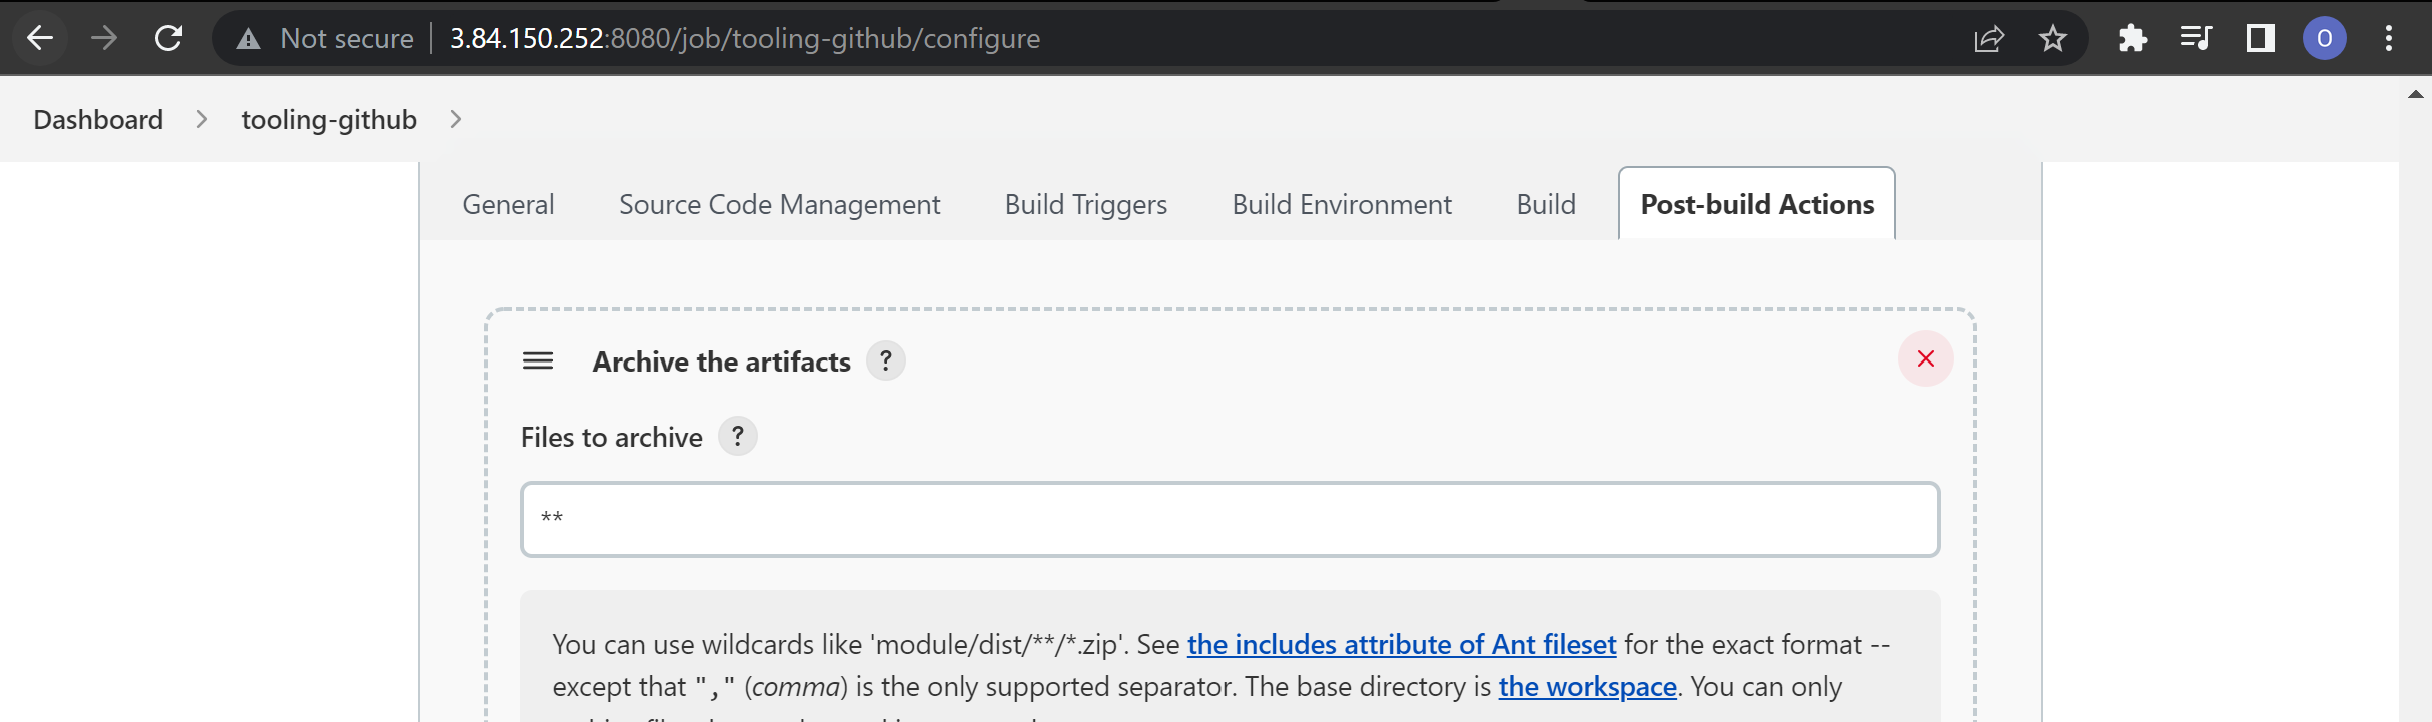 Not secure 3.84.150.252:8080/job/tooling-github/configure O
Dashboard tooling-github
General Source Code Management Build Triggers Build Environment Build Post-build Actions
Archive the artifacts ?
Files to archive ?
**
You can use wildcards like 'module/dist/**/*.zip'. See the includes attribute of Ant fileset for the exact format --
except that "," (comma) is the only supported separator. The base directory is the workspace. You can only